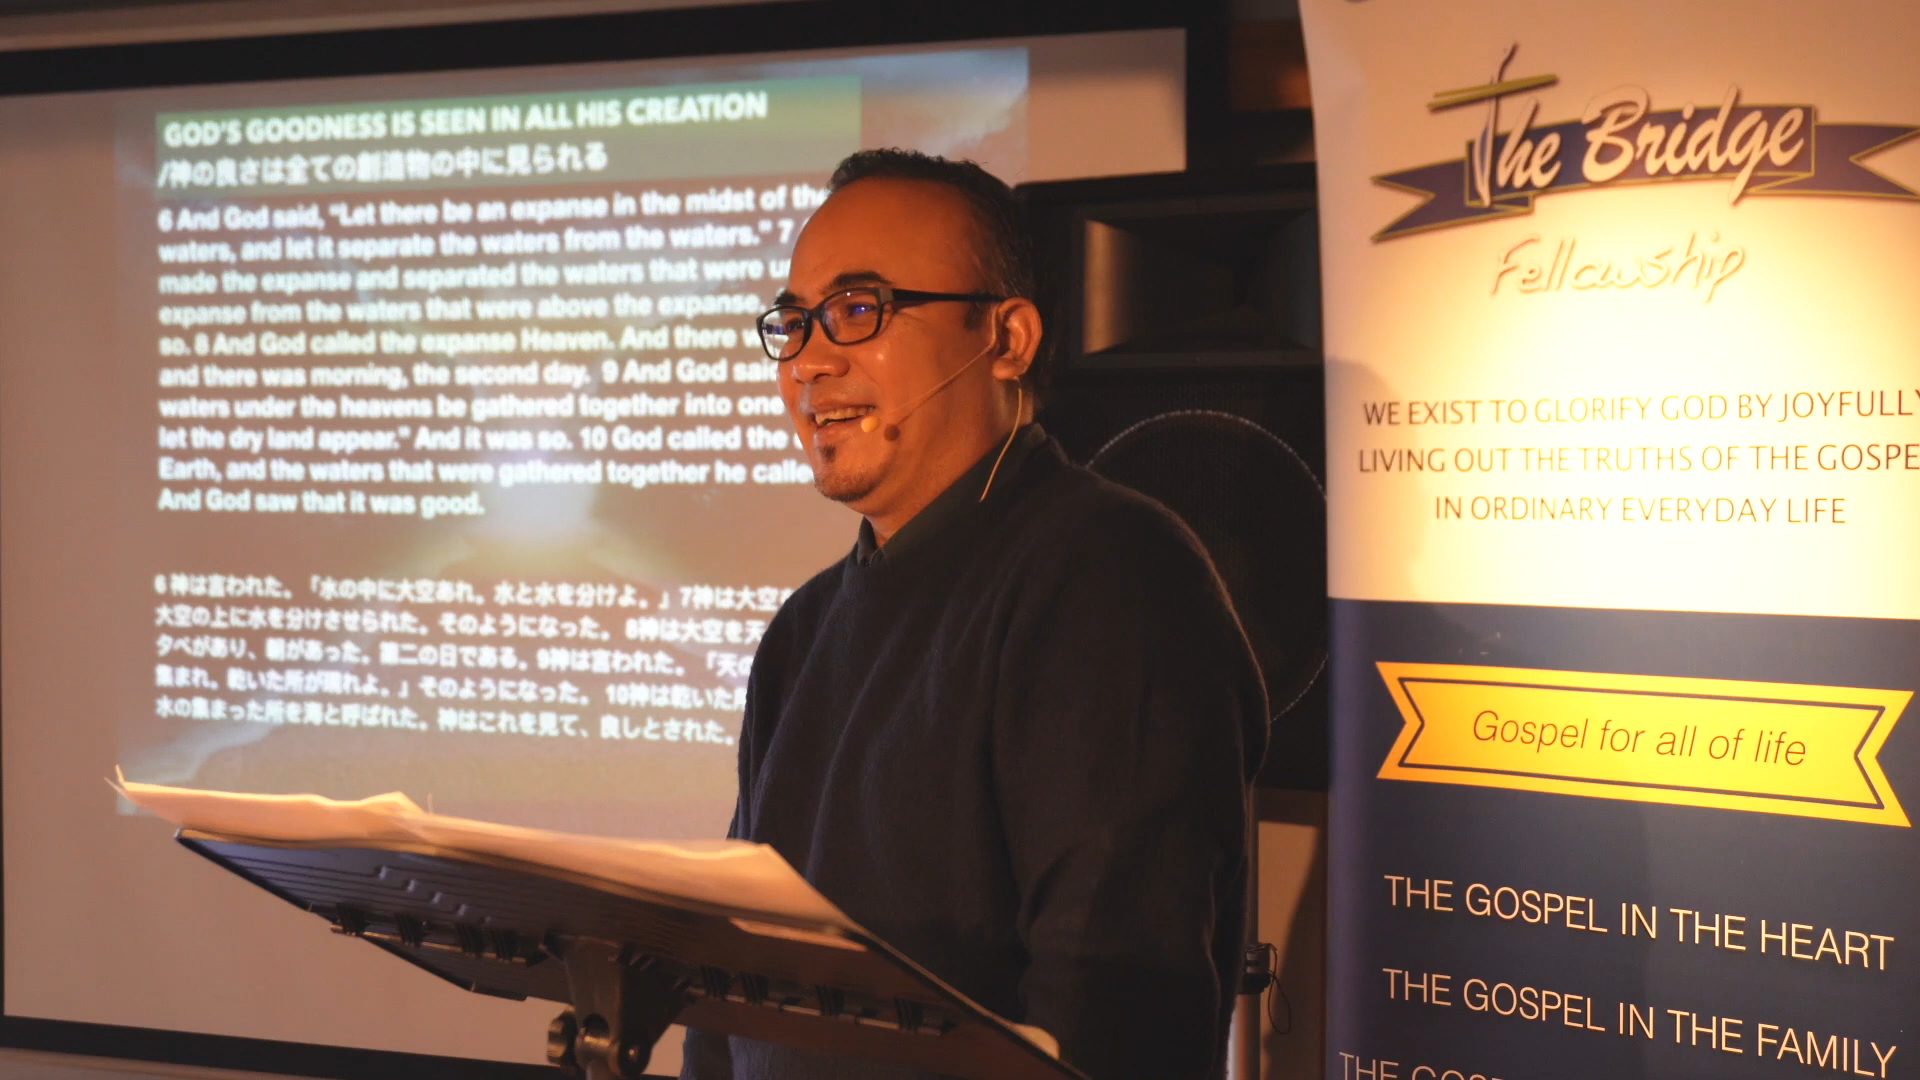 GOD'S GOODNESS IS SEEN IN ALL HIS CREATION
/神の良さは全ての創造物の中に見られる
6 And God said, "Let there be an expanse in the midst of the
waters, and let it separate the waters from the waters." 7
made the expanse and separated the waters that were
expanse from the waters that were above the expanse.
so. 8 And God called the expanse Heaven. And there
and there was morning, the second day. 9 And God said
waters under the heavens be gathered together into one
let the dry land appear." And it was so. 10 God called the
Earth, and the waters that were gathered together he calle
And God saw that it was good.
6 神は言われた。「水の中に大空あれ。水と水を分けよ。」7神は大空
大空の上に水を分けさせられた。そのようになった。 8神は大空を天
夕べがあり、朝があった。第二の日である。9神は言われた。 「天の
集まれ。乾いた所が現れよ。」そのようになった。 10神は乾いた
水の集まった所を海と呼ばれた。神はこれを見て、良しとされた。
The Bridge
Fellowship
WE EXIST TO GLORIFY GOD BY JOYFULLY
LIVING OUT THE TRUTHS OF THE GOSPE
IN ORDINARY EVERYDAY LIFE
Gospel for all of life
THE GOSPEL IN THE HEART
THE GOSPEL IN THE FAMILY
THE GOS